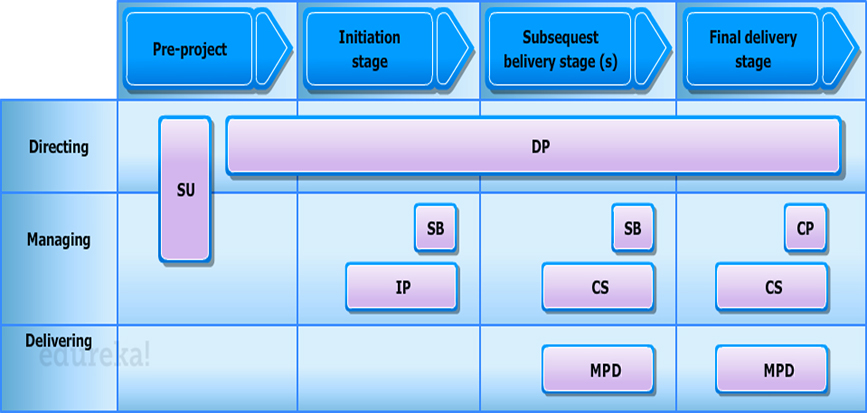 Pre-project
Initiation
stage
Subsequest
belivery stage (s)
Final delivery
stage
Directing
SU
DP
Managing
SB
SB
CP
IP
CS
CS
Delivering
edureka!
MPD
MPD